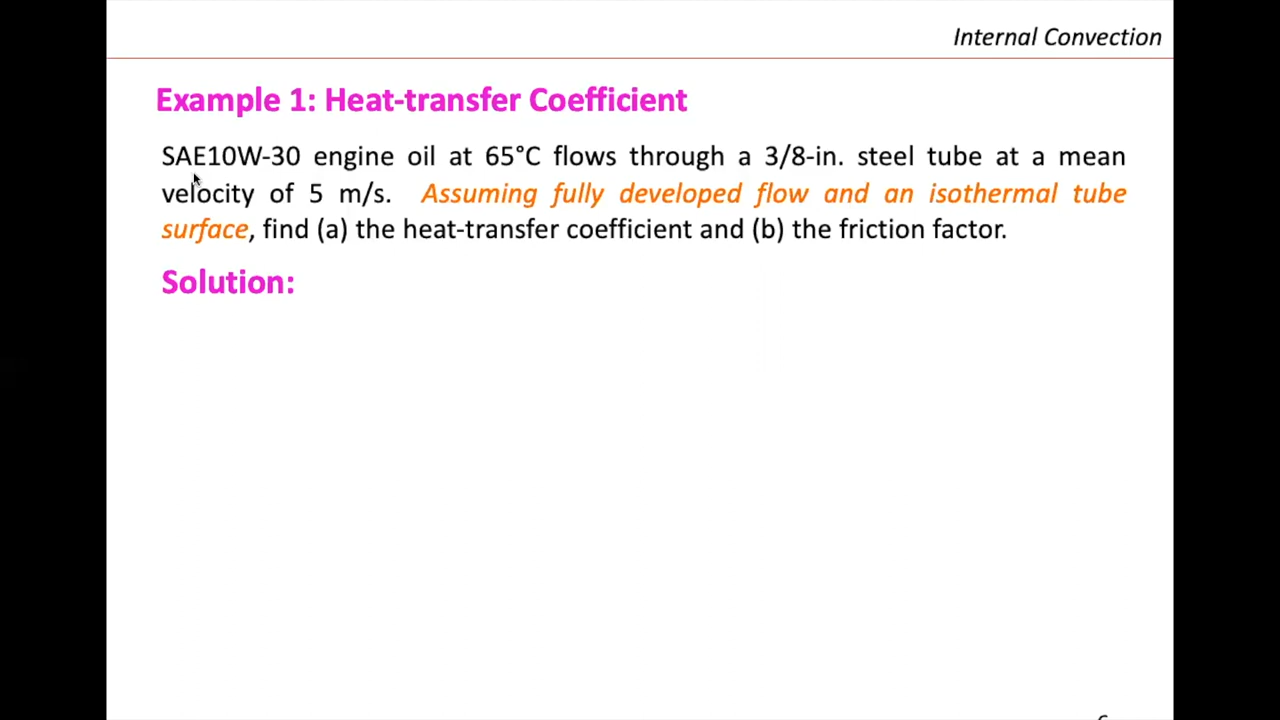 Internal Convection
Example 1: Heat-transfer Coefficient
SAE10W-30 engine oil at 65°C flows through a 3/8-in. steel tube at a mean
velocity of 5 m/s. Assuming fully developed flow and an isothermal tube
surface, find (a) the heat-transfer coefficient and (b) the friction factor.
Solution: